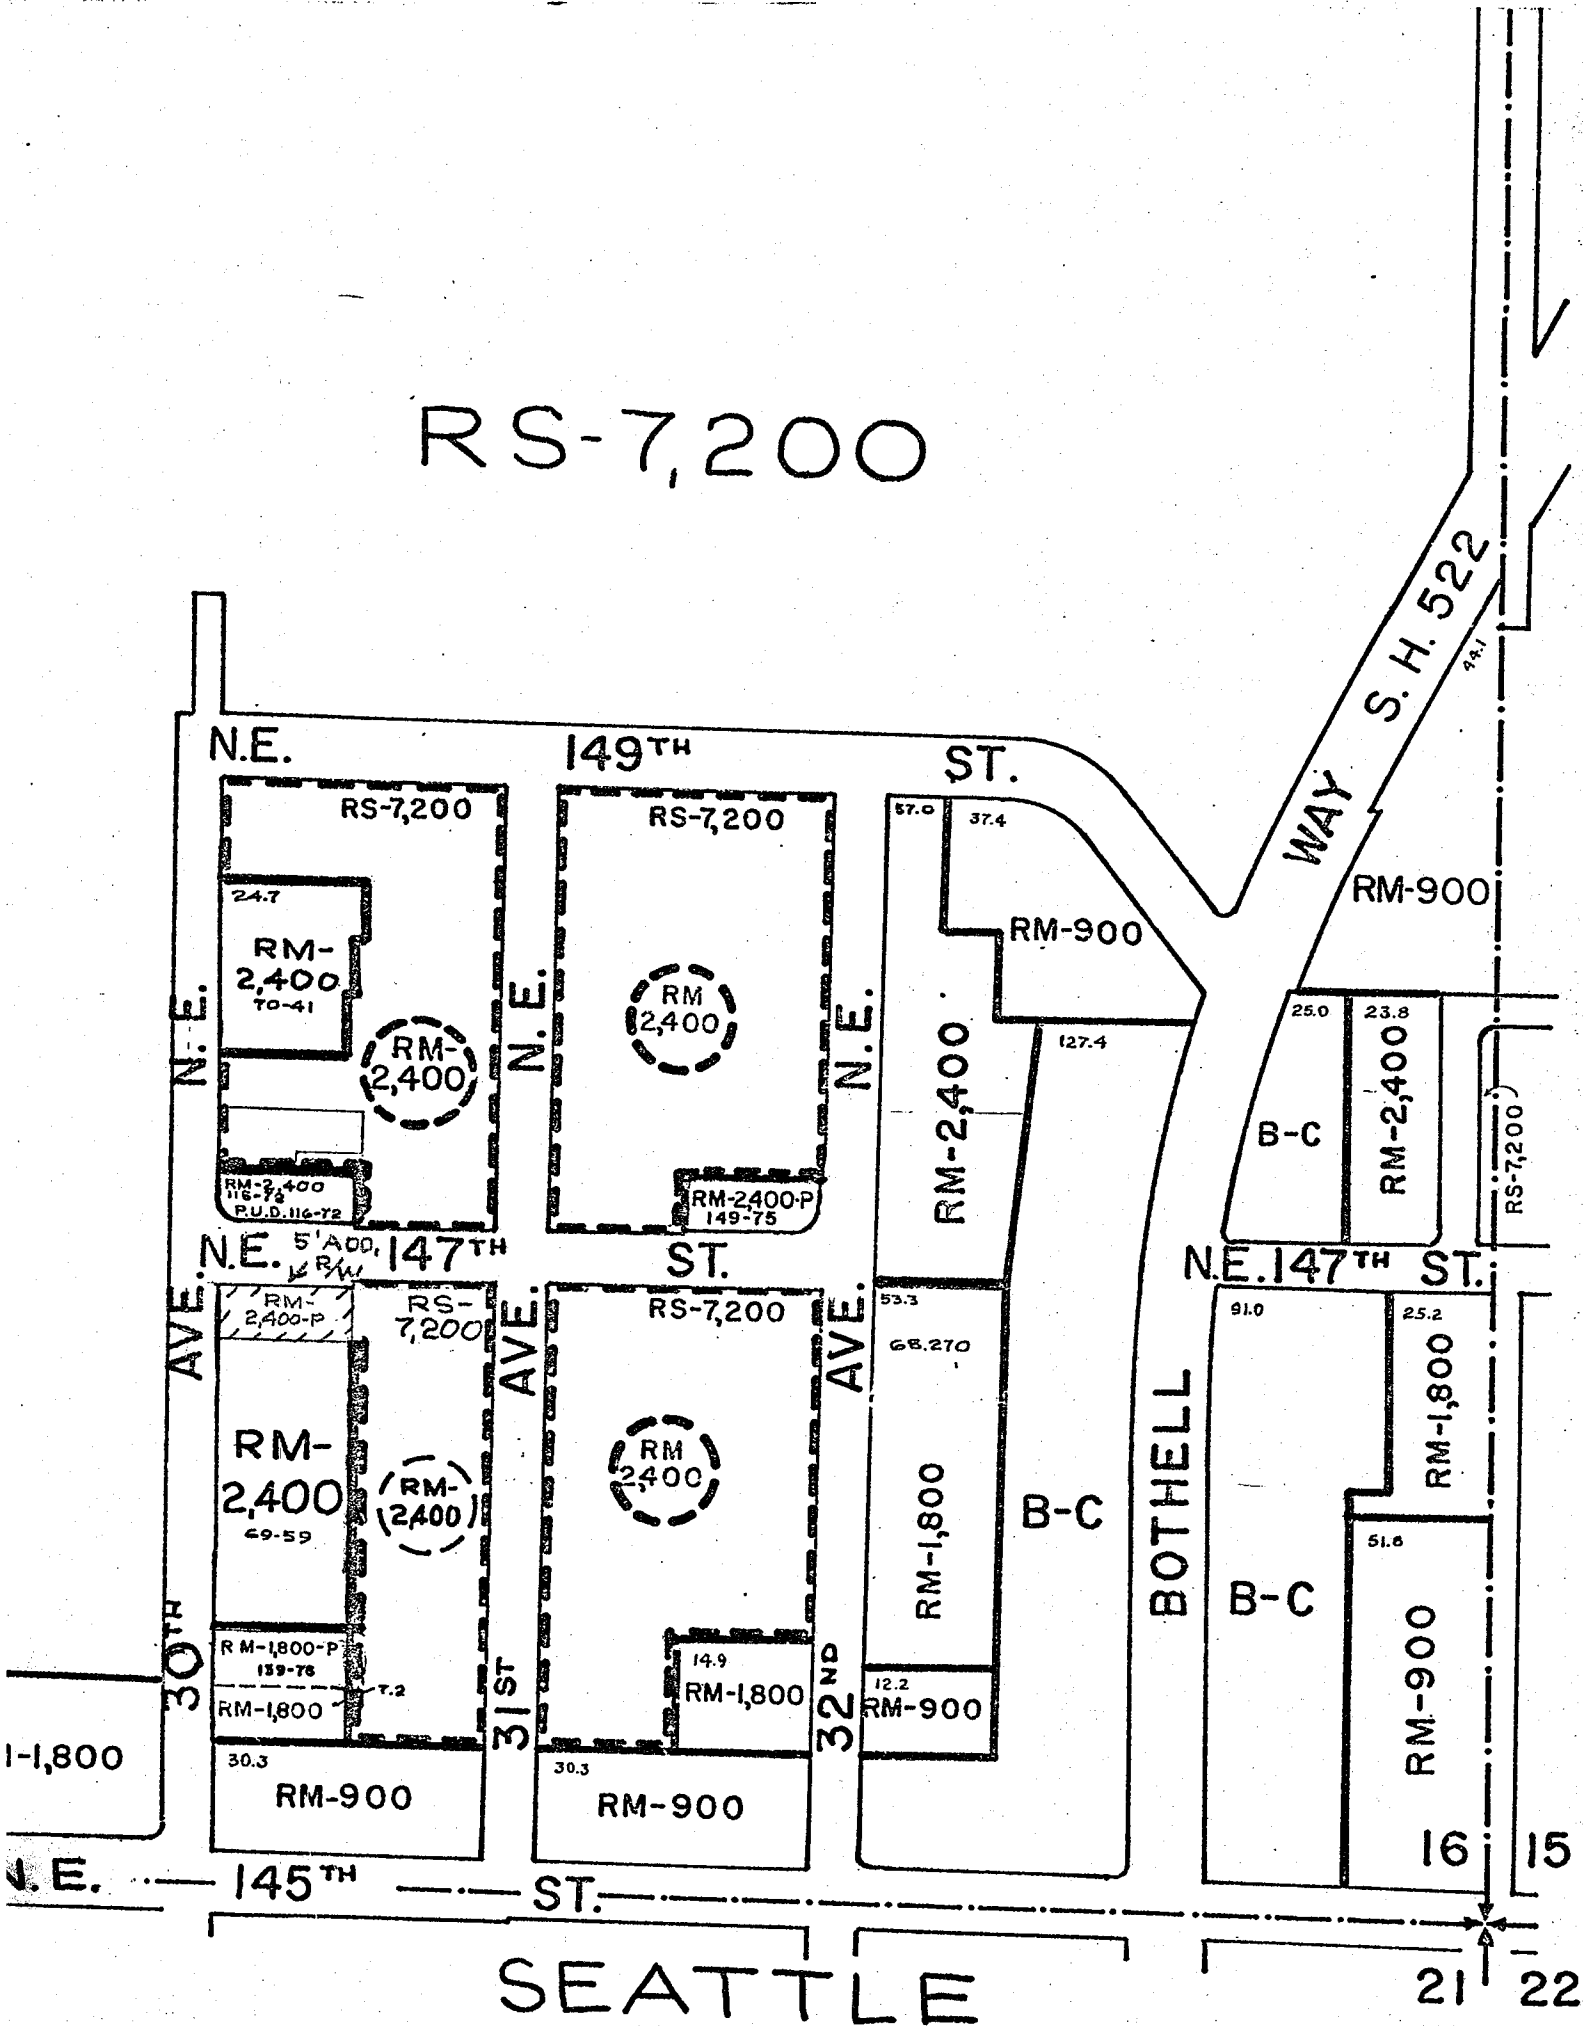 RS-7,200
WAY S. H. 522
44.1
N.E. 149TH ST.
RS-7,200
RS-7,200
57.0
37.4
24.7
RM-
2,400
70-41
RM-900
RM-900
N. E.
RM-
2,400
N. E.
RM
2,400
N. E.
RM-2,400
127.4
25.0
23.8
B-C
RM-2,400
RS-7,200
RM-2,400
P.U.D. 116-72
RM-2,400-P
149-75
N.E. 147TH ST.
5' ADD.
R/W
N.E. 147TH ST.
RM-
2,400-P
RS-
7,200
RS-7,200
53.3
68.270
91.0
25.2
AVE.
AVE.
AVE.
RM-1,800
RM-
2,400
69-59
RM-
2,400
RM
2,400
RM-1,800
B-C
BOTHELL
B-C
51.6
RM-900
30TH
RM-1,800-P
139-76
RM-1,800
7.2
31ST
14.9
RM-1,800
32ND
12.2
RM-900
1-1,800
30.3
RM-900
30.3
RM-900
16
15
N.E. 145TH ST.
SEATTLE
21
22